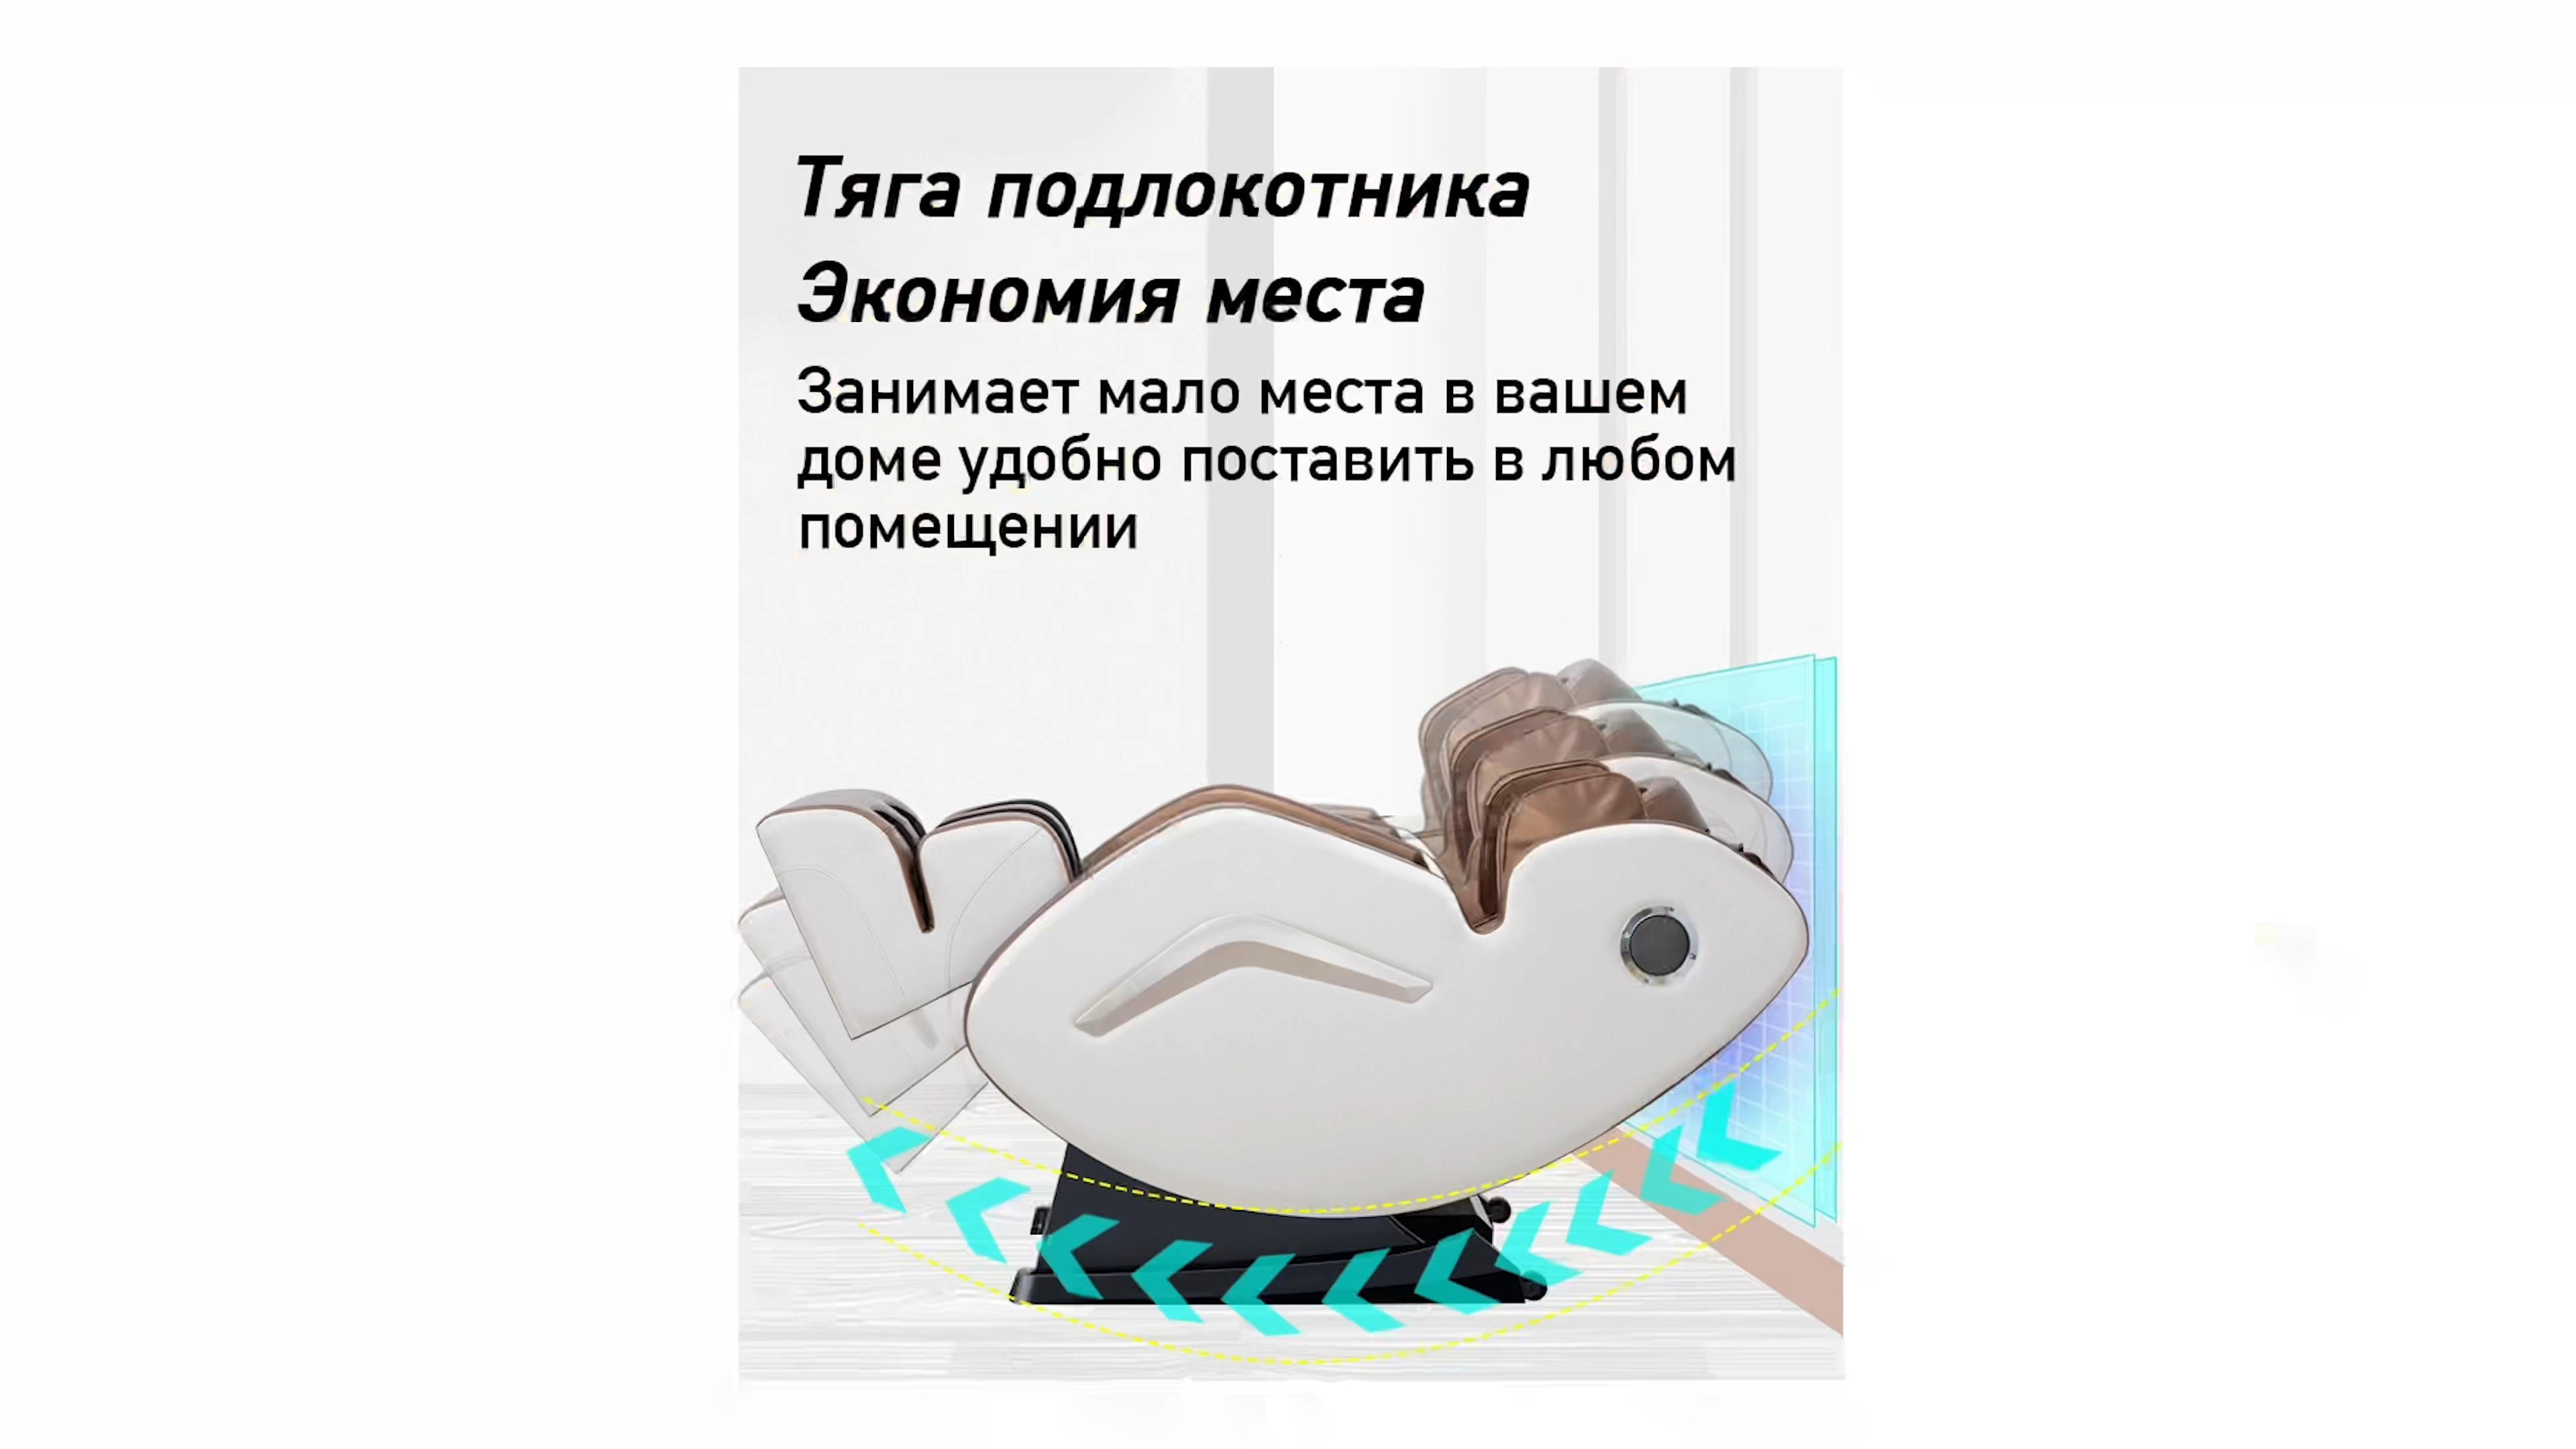 Тяга подлокотника
Экономия места
Занимает мало места в вашем
доме удобно поставить в любом
помещении